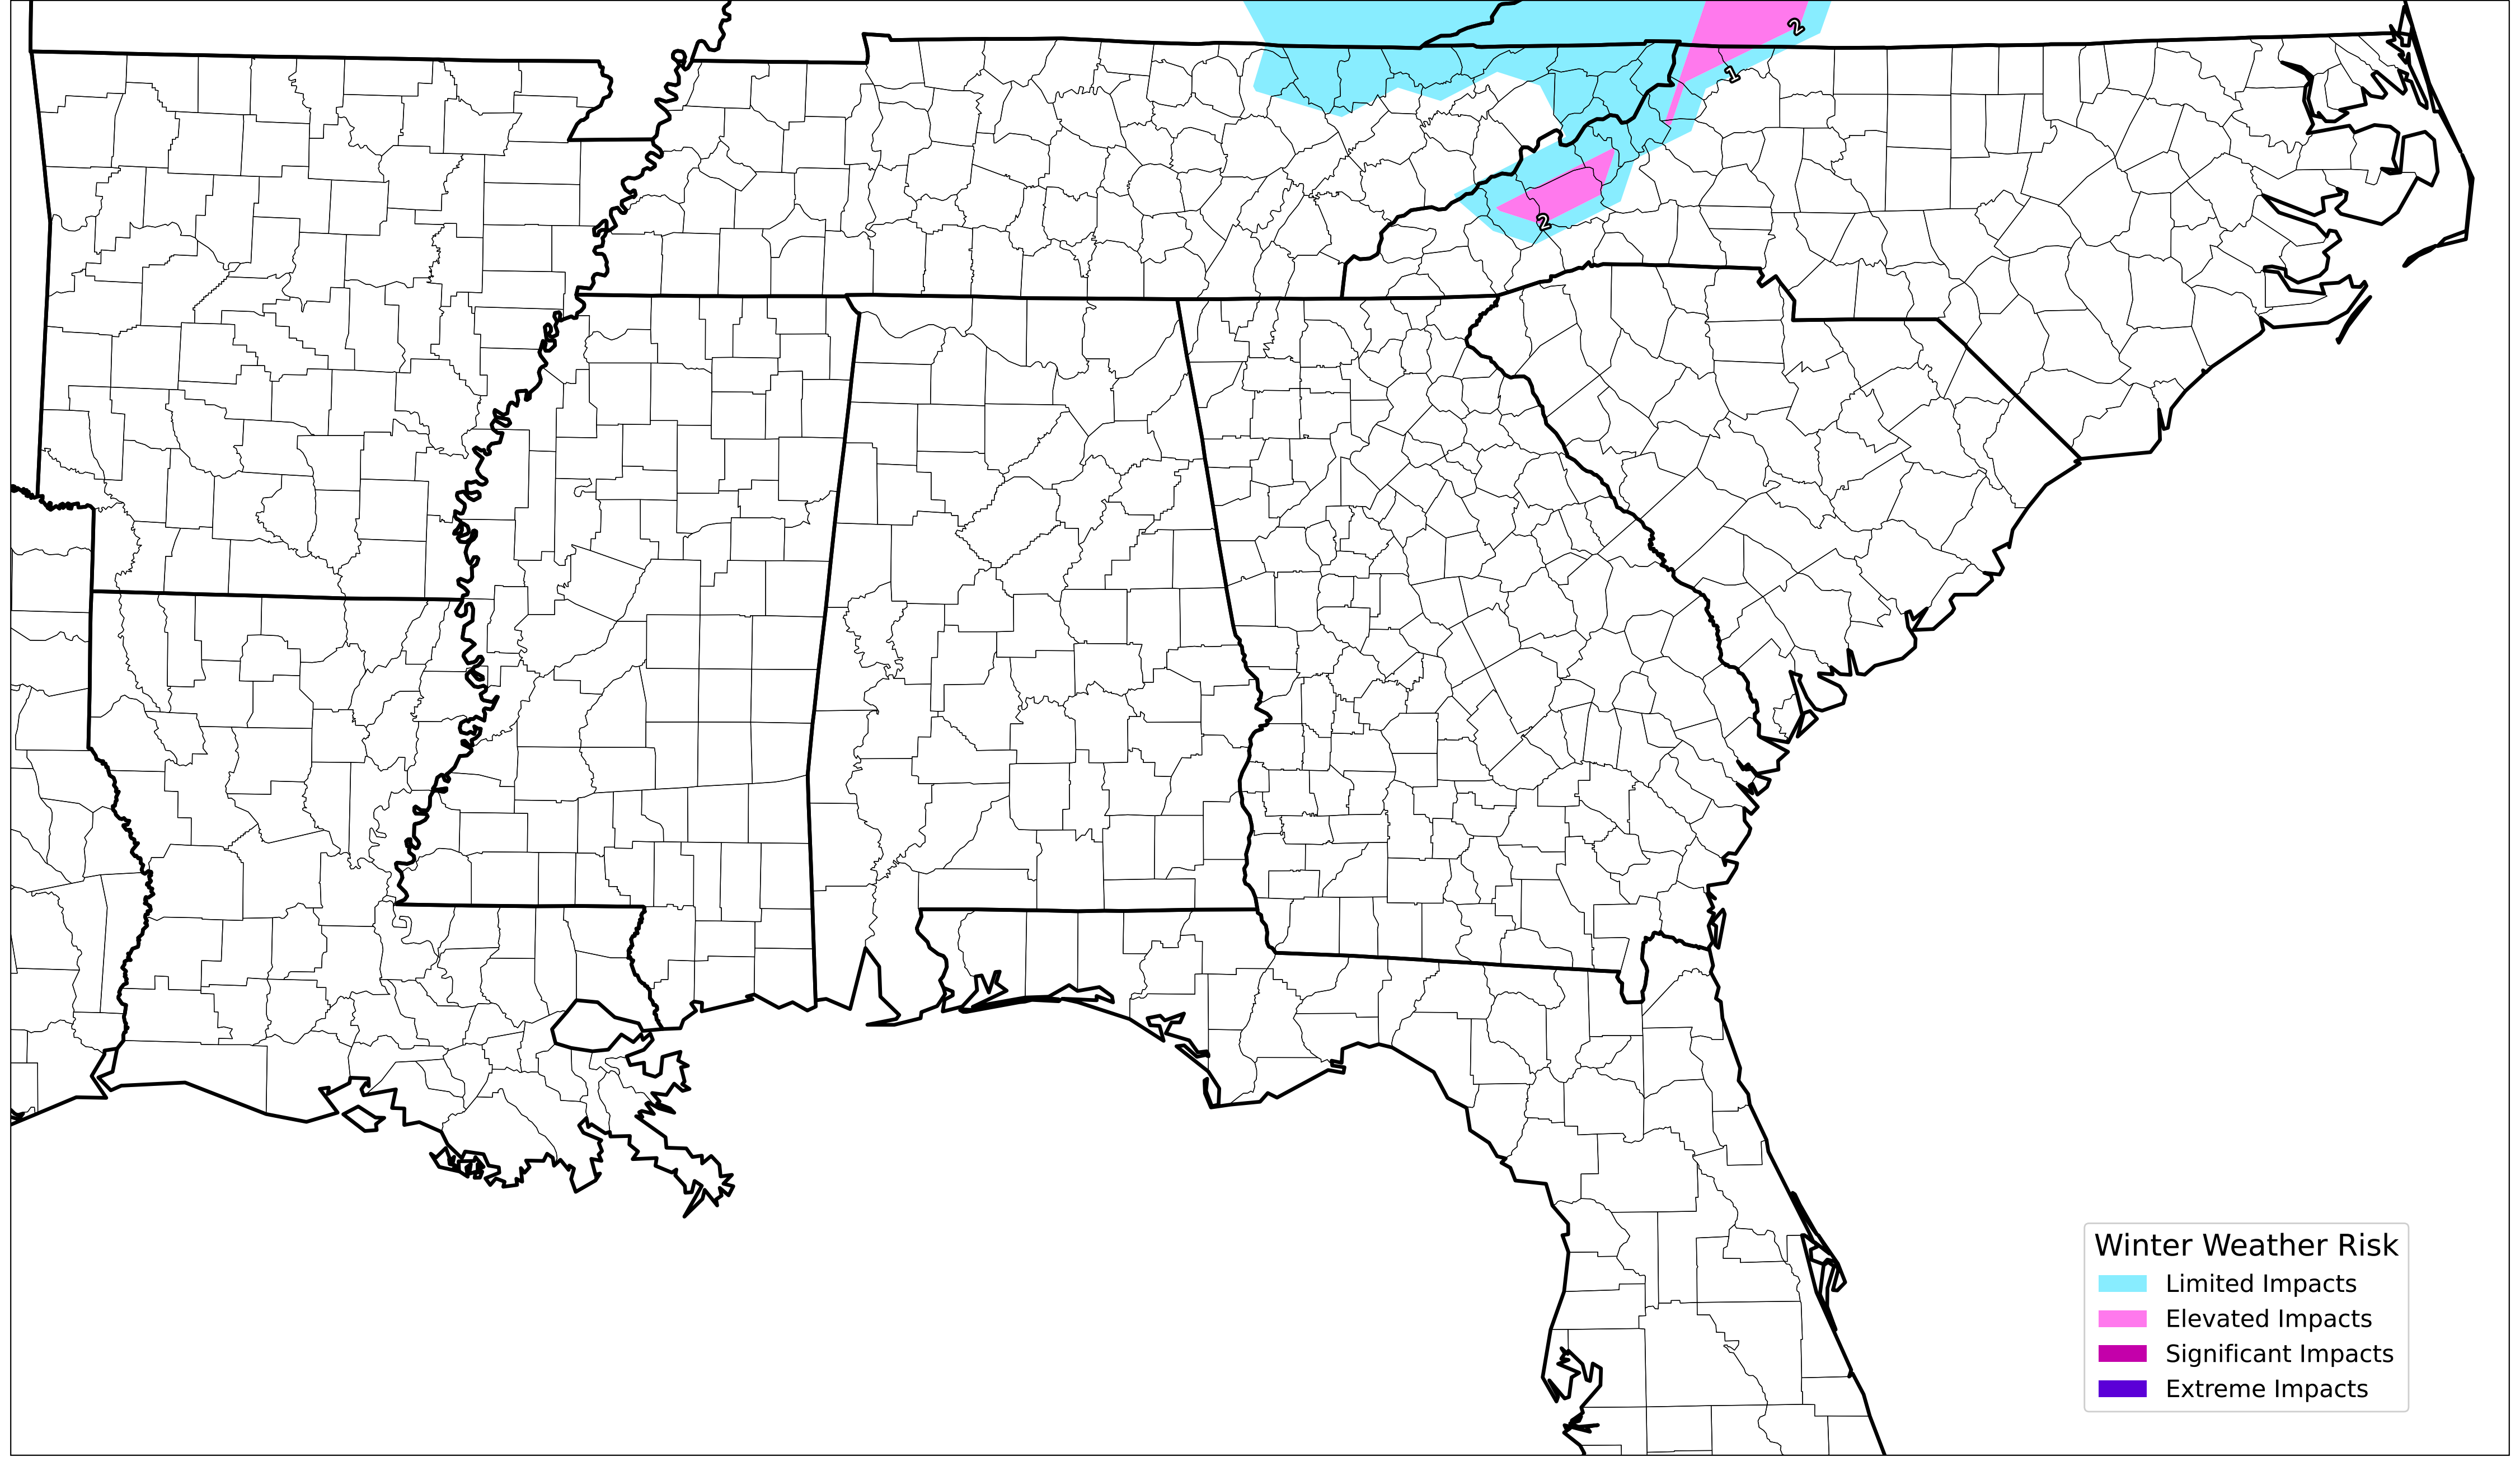 2
1
2
Winter Weather Risk
Limited Impacts
Elevated Impacts
Significant Impacts
Extreme Impacts